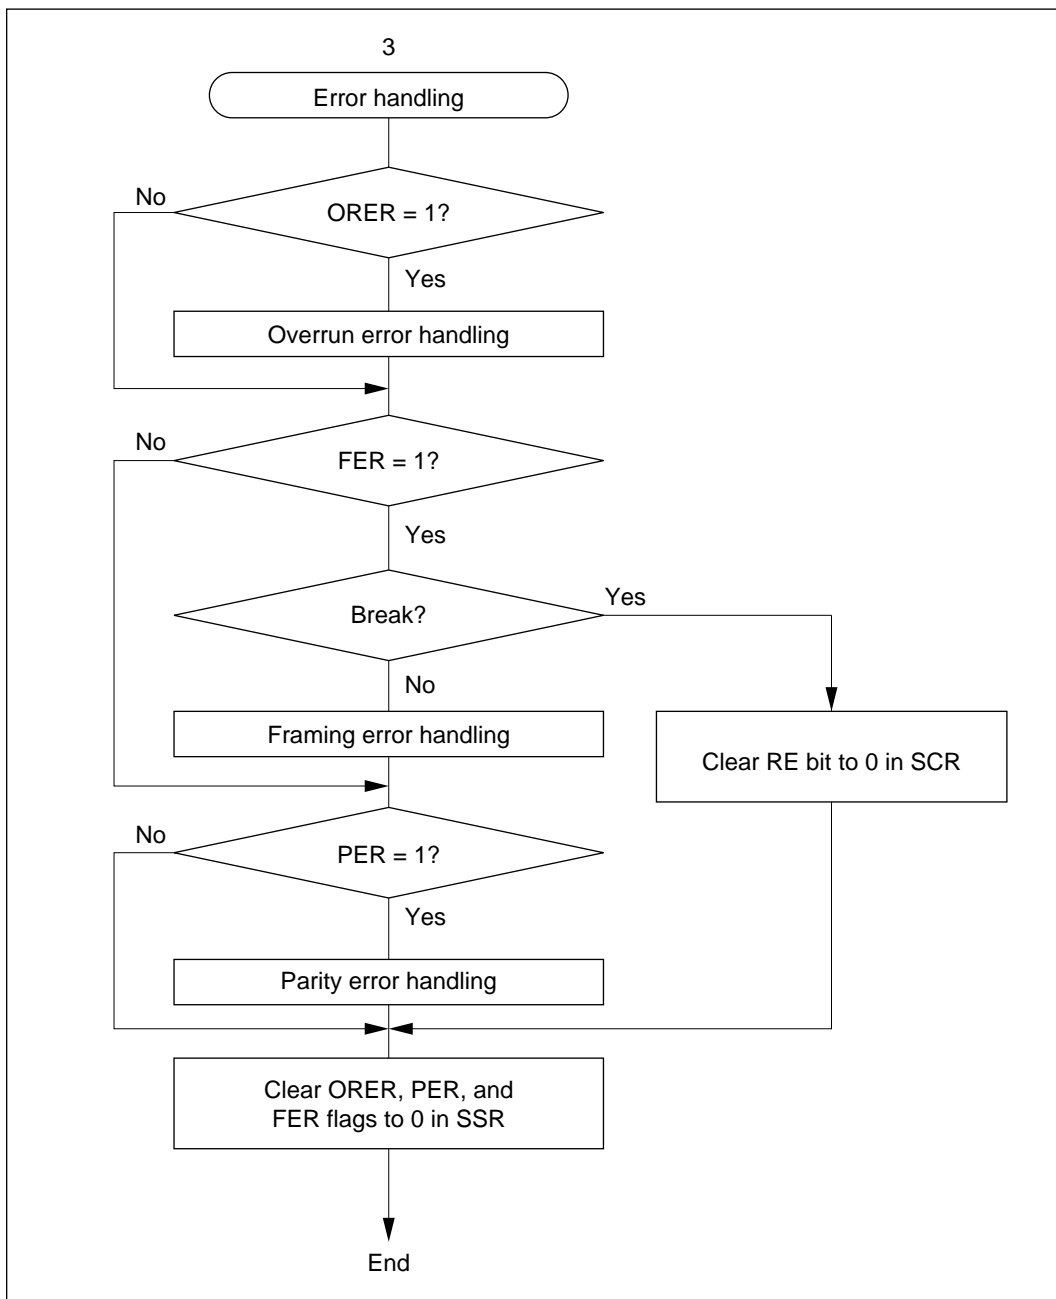 3
Error handling
No
ORER = 1?
Yes
Overrun error handling
No
FER = 1?
Yes
Break?
Yes
No
Framing error handling
Clear RE bit to 0 in SCR
No
PER = 1?
Yes
Parity error handling
Clear ORER, PER, and
FER flags to 0 in SSR
End